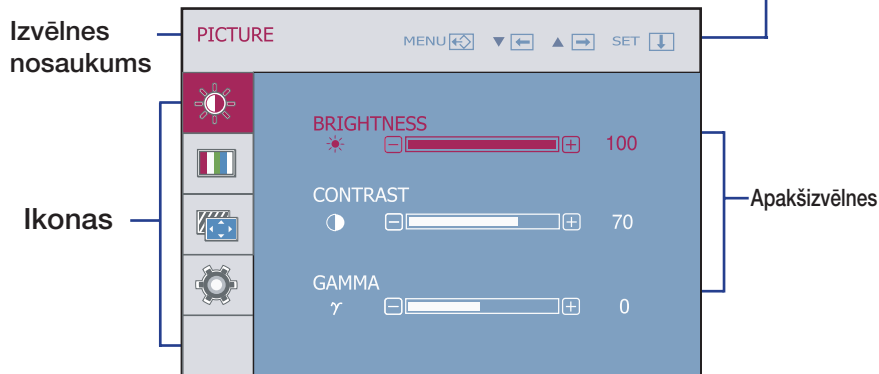 Izvēlnes
nosaukums
PICTURE
MENU ▼ ▲ SET
BRIGHTNESS
100
CONTRAST
70
GAMMA
γ 0
Ikonas
Apakšizvēlnes